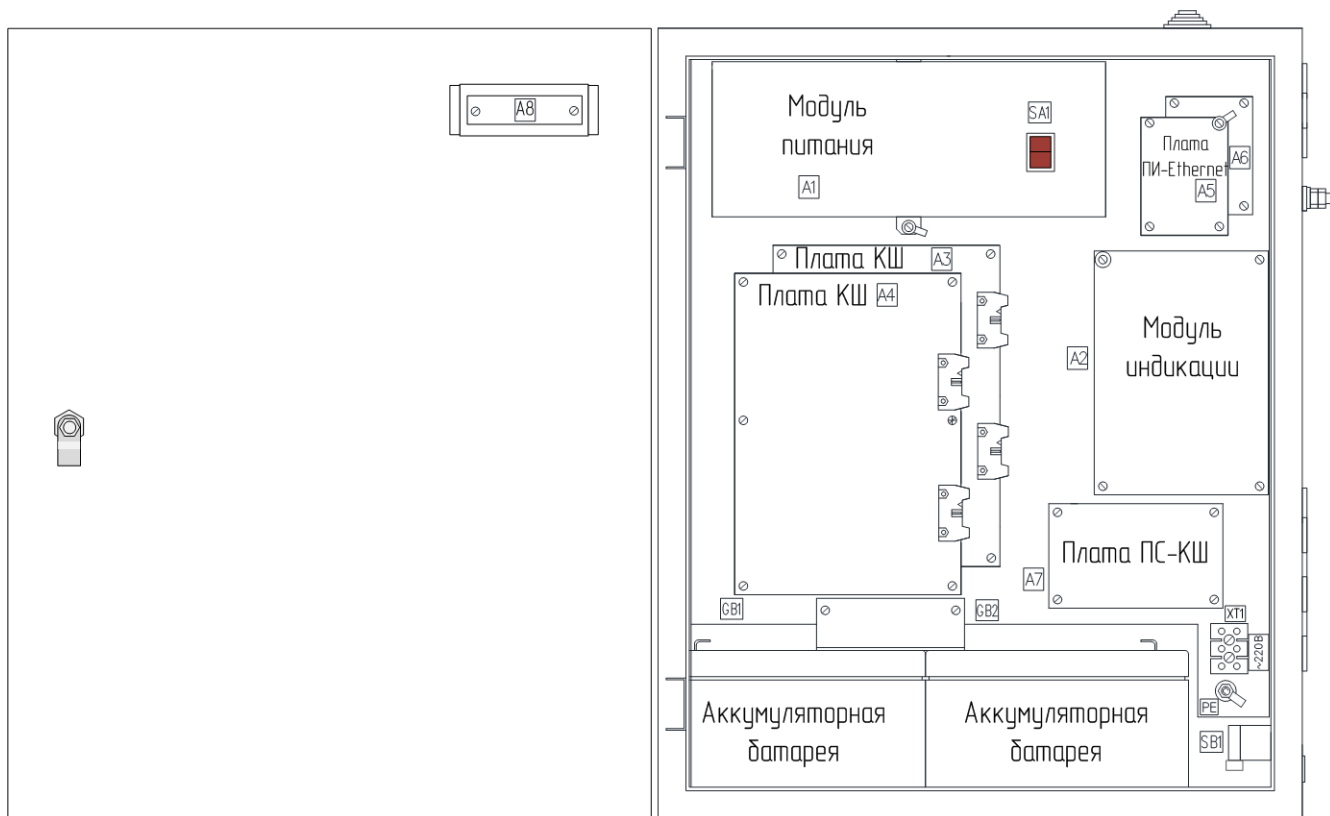 A8
Модуль
питания
SA1
A1
Плата
ПИ-Ethernet
A6
A5
Плата КШ A3
Плата КШ A4
Модуль
индикации
A2
Плата ПС-КШ
A7
GB1
GB2
XT1
~220В
PE
SB1
Аккумуляторная
батарея
Аккумуляторная
батарея